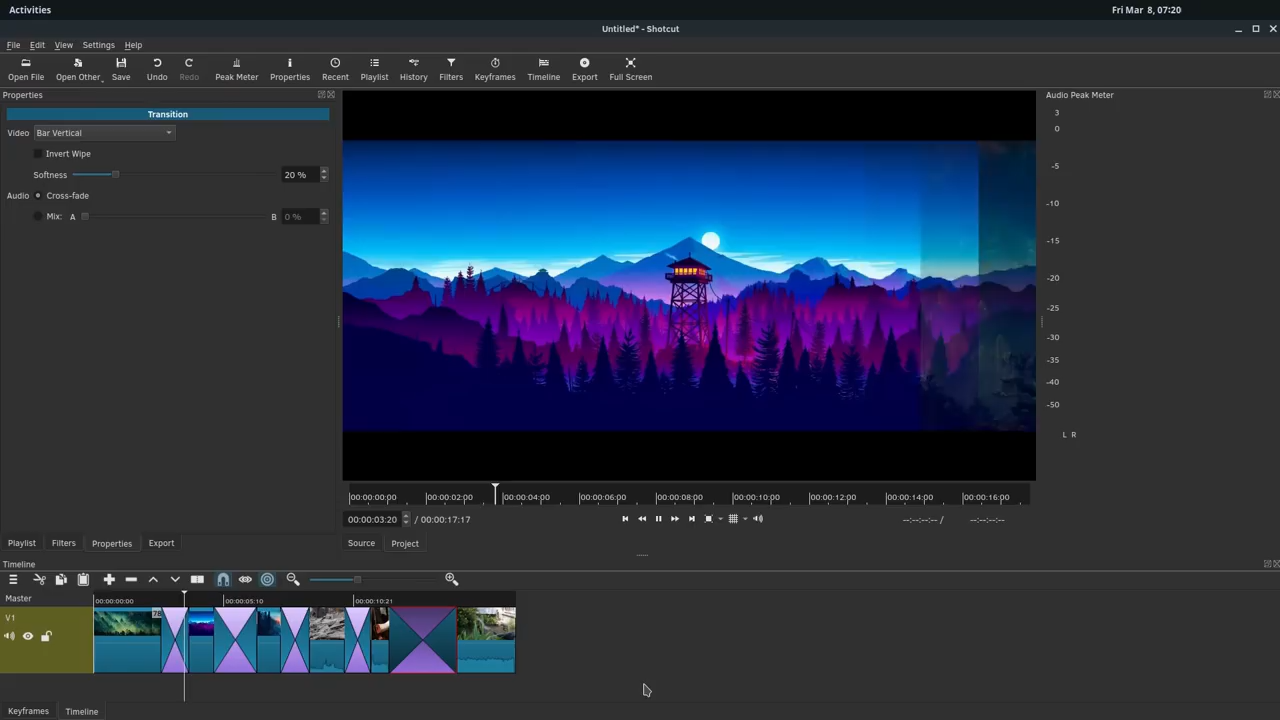 Activities
Fri Mar 8, 07:20
Untitled* - Shotcut
File Edit View Settings Help
Open File Open Other Save Undo Redo Peak Meter Properties Recent Playlist History Filters Keyframes Timeline Export Full Screen
Properties
Audio Peak Meter
Transition
Video Bar Vertical
Invert Wipe
Softness 20 %
Audio Cross-fade
Mix: A B 0 %
3
0
-5
-10
-15
-20
-25
-30
-35
-40
-50
L R
00:00:00:00 00:00:02:00 00:00:04:00 00:00:06:00 00:00:08:00 00:00:10:00 00:00:12:00 00:00:14:00 00:00:16:00
00:00:03:20 / 00:00:17:17
--:--:--:-- / --:--:--:--
Playlist Filters Properties Export
Source Project
Timeline
Master
00:00:00:00 00:00:05:10 00:00:10:21
V1
Keyframes Timeline